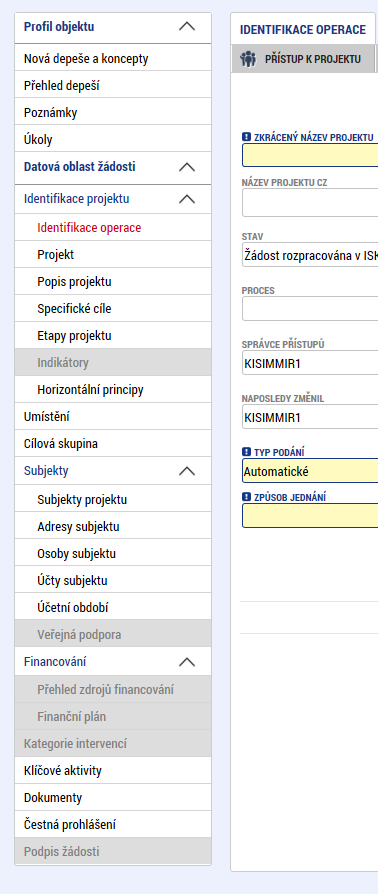 Profil objektu
Nová depeše a koncepty
Přehled depeší
Poznámky
Úkoly
Datová oblast žádosti
Identifikace projektu
Identifikace operace
Projekt
Popis projektu
Specifické cíle
Etapy projektu
Indikátory
Horizontální principy
Umístění
Cílová skupina
Subjekty
Subjekty projektu
Adresy subjektu
Osoby subjektu
Účty subjektu
Účetní období
Veřejná podpora
Financování
Přehled zdrojů financování
Finanční plán
Kategorie intervencí
Klíčové aktivity
Dokumenty
Čestná prohlášení
Podpis žádosti
IDENTIFIKACE OPERACE
PŘÍSTUP K PROJEKTU
ZKRÁCENÝ NÁZEV PROJEKTU
NÁZEV PROJEKTU CZ
STAV
Žádost rozpracována v ISK
PROCES
SPRÁVCE PŘÍSTUPŮ
KISIMMIR1
NAPOSLEDY ZMĚNIL
KISIMMIR1
TYP PODÁNÍ
Automatické
ZPŮSOB JEDNÁNÍ